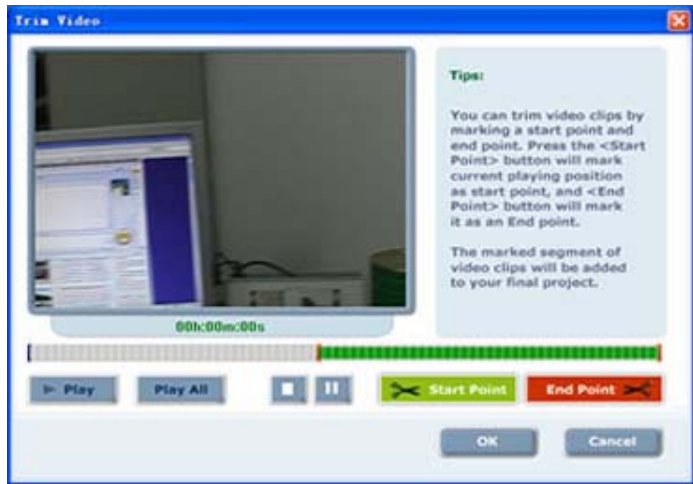 Trim Video
Tips:
You can trim video clips by
marking a start point and
end point. Press the <Start
Point> button will mark
current playing position
as start point, and <End
Point> button will mark
it as an End point.
The marked segment of
video clips will be added
to your final project.
00h:00m:00s
Play
Play All
Start Point
End Point
OK
Cancel